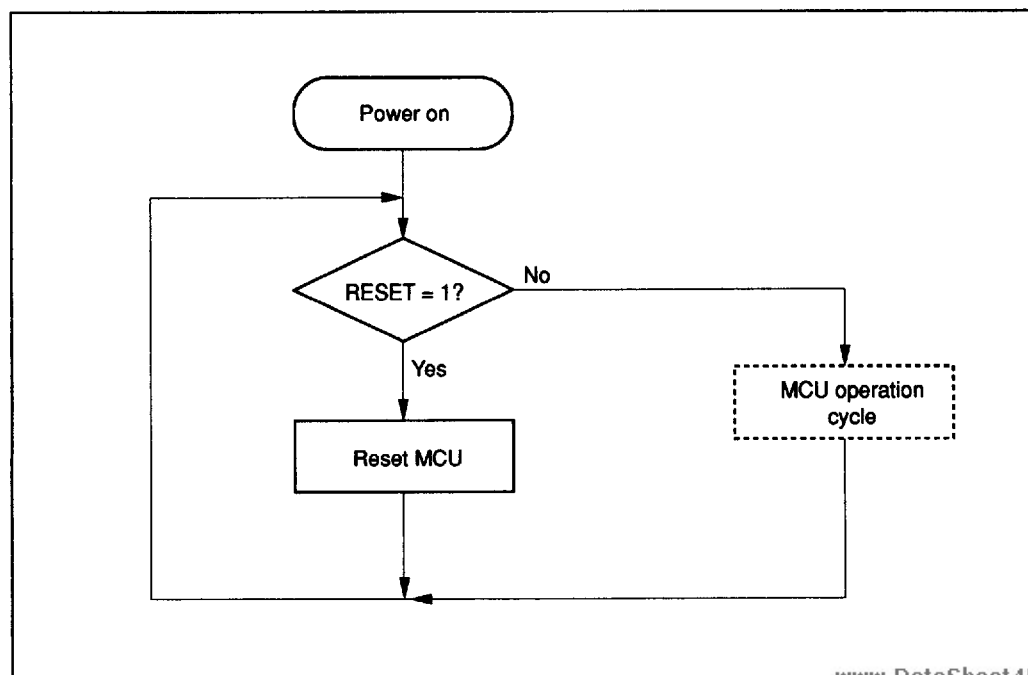 Power on
RESET = 1?
No
Yes
MCU operation
cycle
Reset MCU